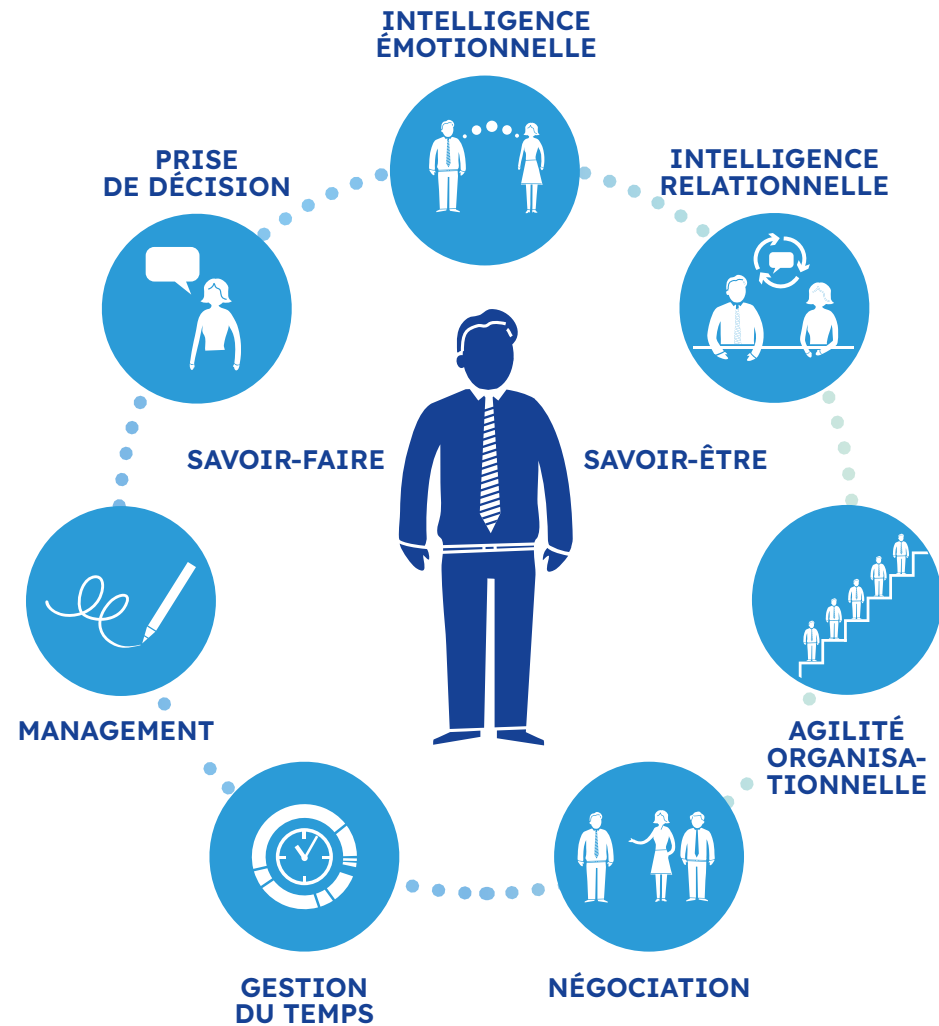 INTELLIGENCE
ÉMOTIONNELLE
PRISE
DE DÉCISION
INTELLIGENCE
RELATIONNELLE
SAVOIR-FAIRE
SAVOIR-ÊTRE
MANAGEMENT
AGILITÉ
ORGANISA-
TIONNELLE
GESTION
DU TEMPS
NÉGOCIATION